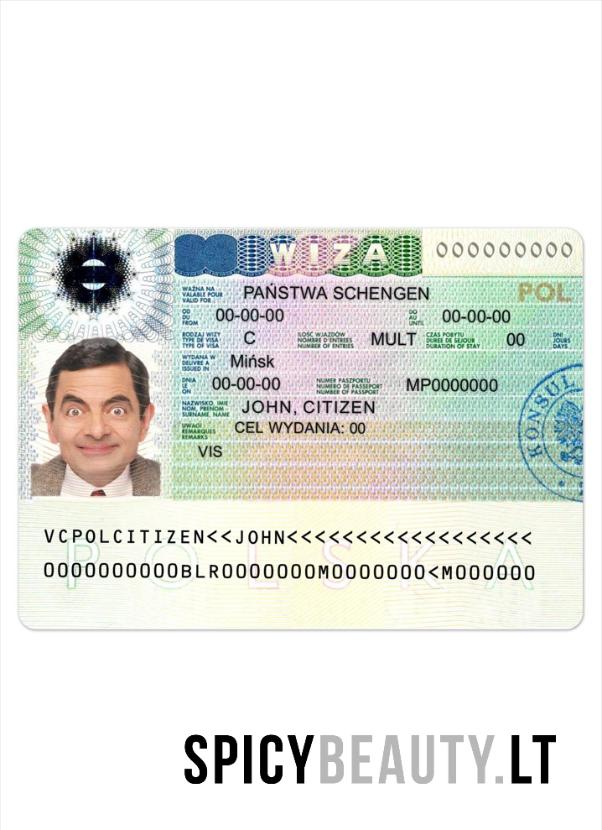 WIZA
000000000
WAŻNA NA
VALABLE POUR
VALID FOR
PAŃSTWA SCHENGEN
POL
OD
DU
FROM
00-00-00
DO
AU
UNTIL
00-00-00
RODZAJ WIZY
TYPE DE VISA
TYPE OF VISA
C
ILOŚĆ WJAZDÓW
NOMBRE D'ENTREES
NUMBER OF ENTRIES
MULT
CZAS POBYTU
DUREE DE SEJOUR
DURATION OF STAY
00
DNI
JOURS
DAYS
WYDANA W
DELIVRE A
ISSUED IN
Mińsk
DNIA
LE
ON
00-00-00
NUMER PASZPORTU
NUMERO DE PASSEPORT
NUMBER OF PASSPORT
MP0000000
NAZWISKO, IMIE
NOM, PRENOM
SURNAME, NAME
JOHN, CITIZEN
UWAGI
REMARQUES
REMARKS
CEL WYDANIA: 00
VIS
KONSUL
VCPOLCITIZEN<<JOHN<<<<<<<<<<<<<<<<<<
OOOOOOOOOOBLROOOOOOOMOOOOOOO<MOOOOOO
POLSKA
SPICYBEAUTY.LT